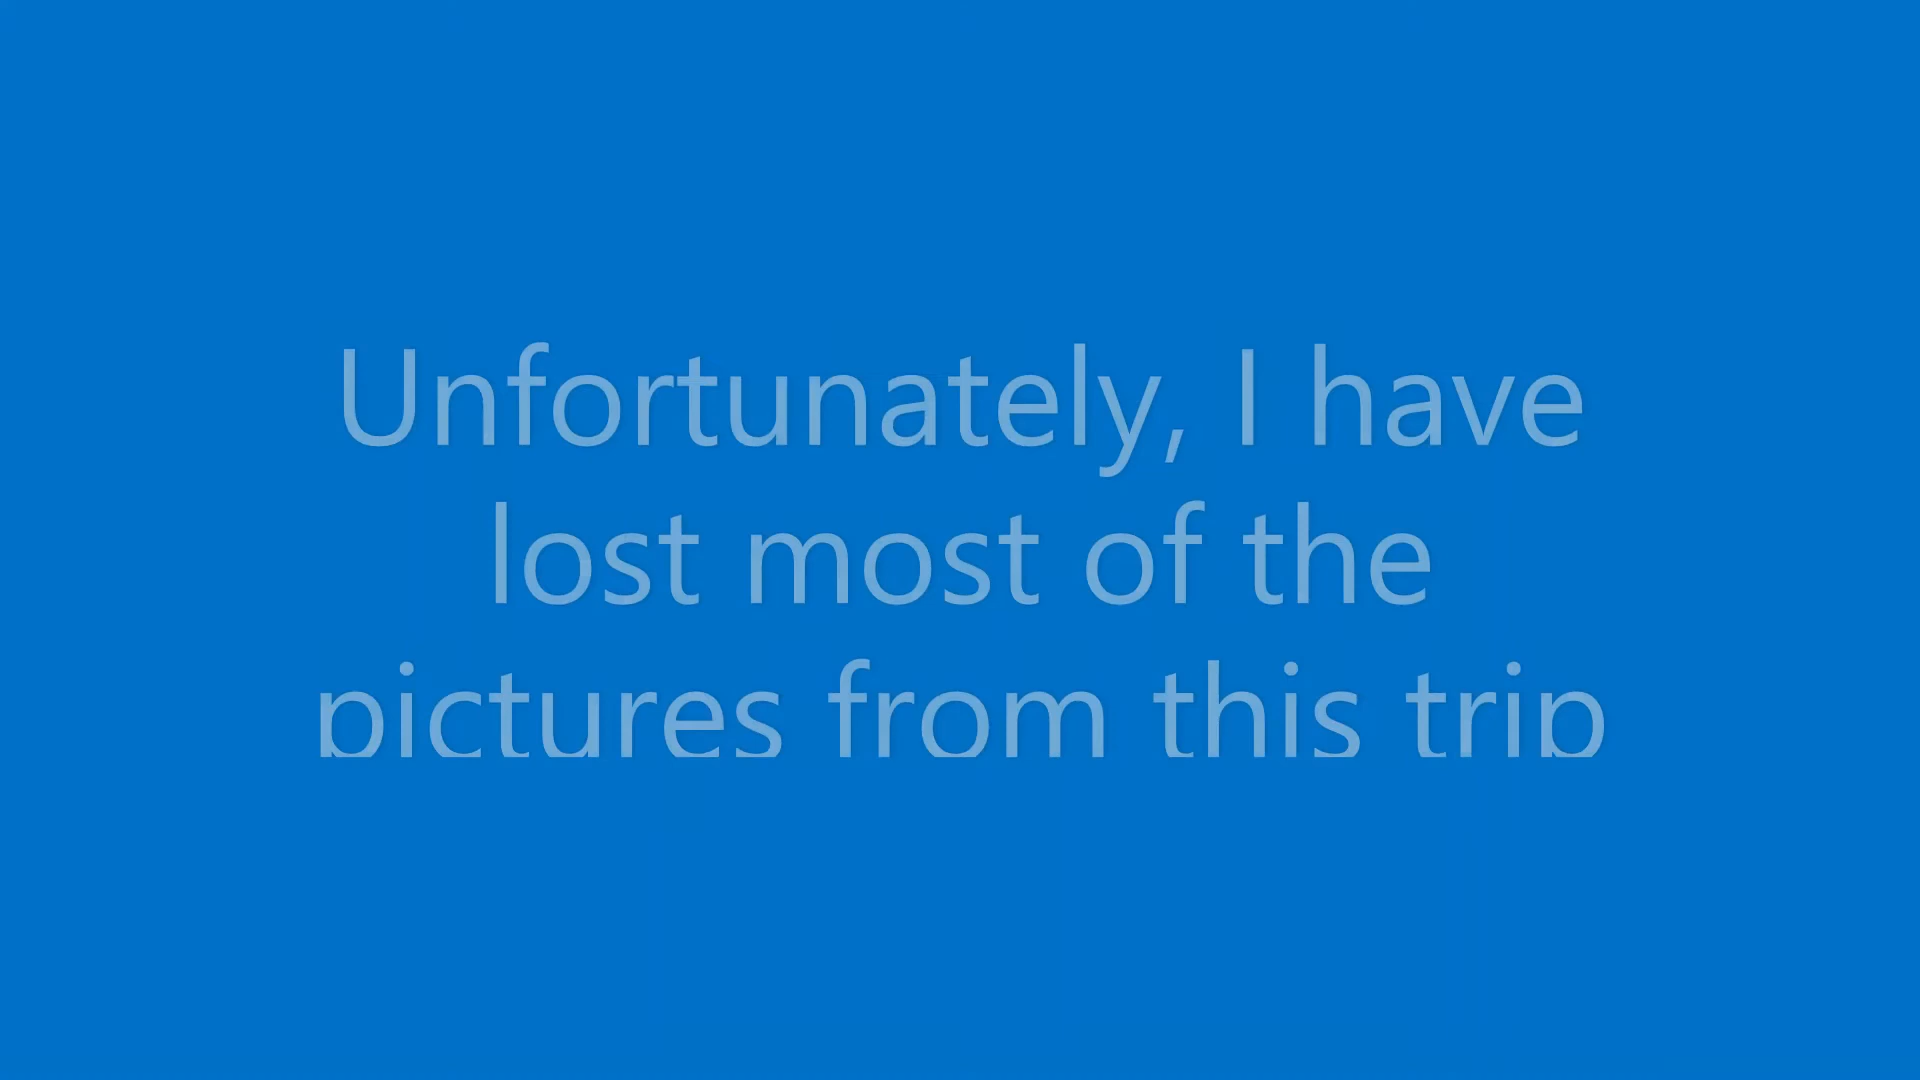 Unfortunately, I have
lost most of the
pictures from this trip